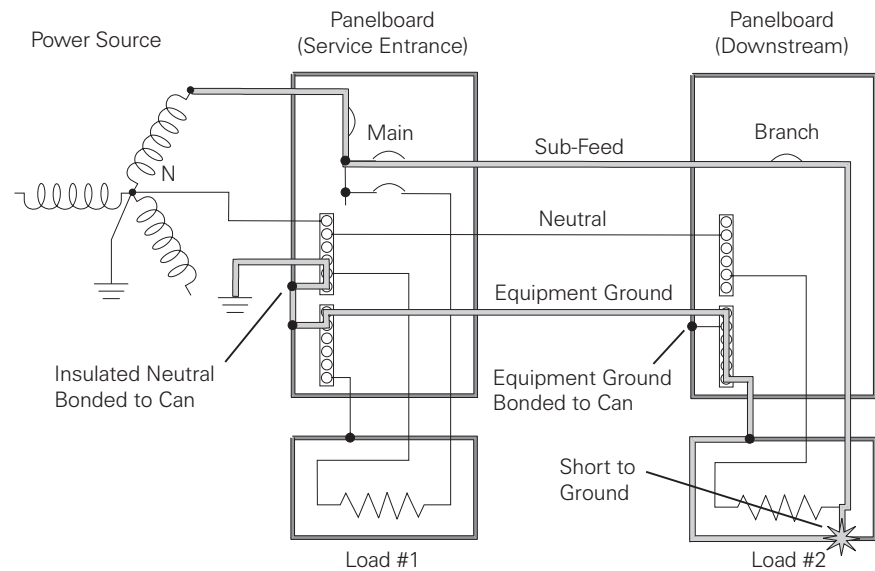 Power Source
Panelboard
(Service Entrance)
Panelboard
(Downstream)
Main
Branch
Sub-Feed
N
Neutral
Equipment Ground
Insulated Neutral
Bonded to Can
Equipment Ground
Bonded to Can
Short to
Ground
Load #1
Load #2